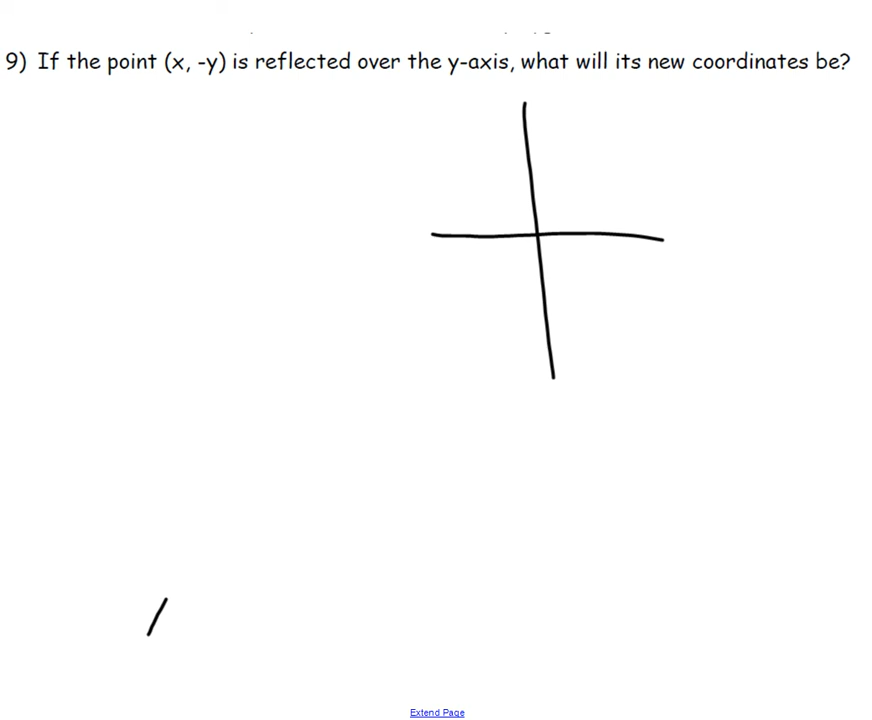 9) If the point (x, -y) is reflected over the y-axis, what will its new coordinates be?
Extend Page